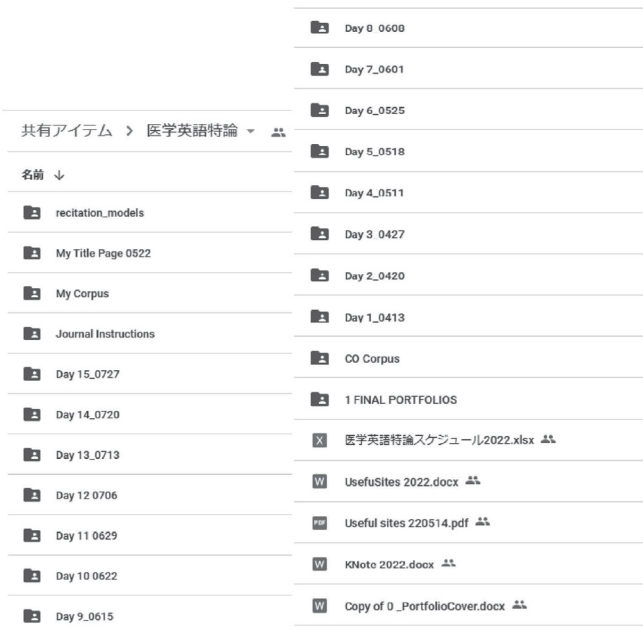 共有アイテム > 医学英語特論
名前 ↓
recitation_models
My Title Page 0522
My Corpus
Journal Instructions
Day 15_0727
Day 14_0720
Day 13_0713
Day 12 0706
Day 11 0629
Day 10 0622
Day 9_0615
Day 8 0608
Day 7_0601
Day 6_0525
Day 5_0518
Day 4_0511
Day 3 0427
Day 2_0420
Day 1_0413
CO Corpus
1 FINAL PORTFOLIOS
X 医学英語特論スケジュール2022.xlsx
W UsefuSites 2022.docx
PDF Useful sites 220514.pdf
W KNote 2022.docx
W Copy of 0 _PortfolioCover.docx